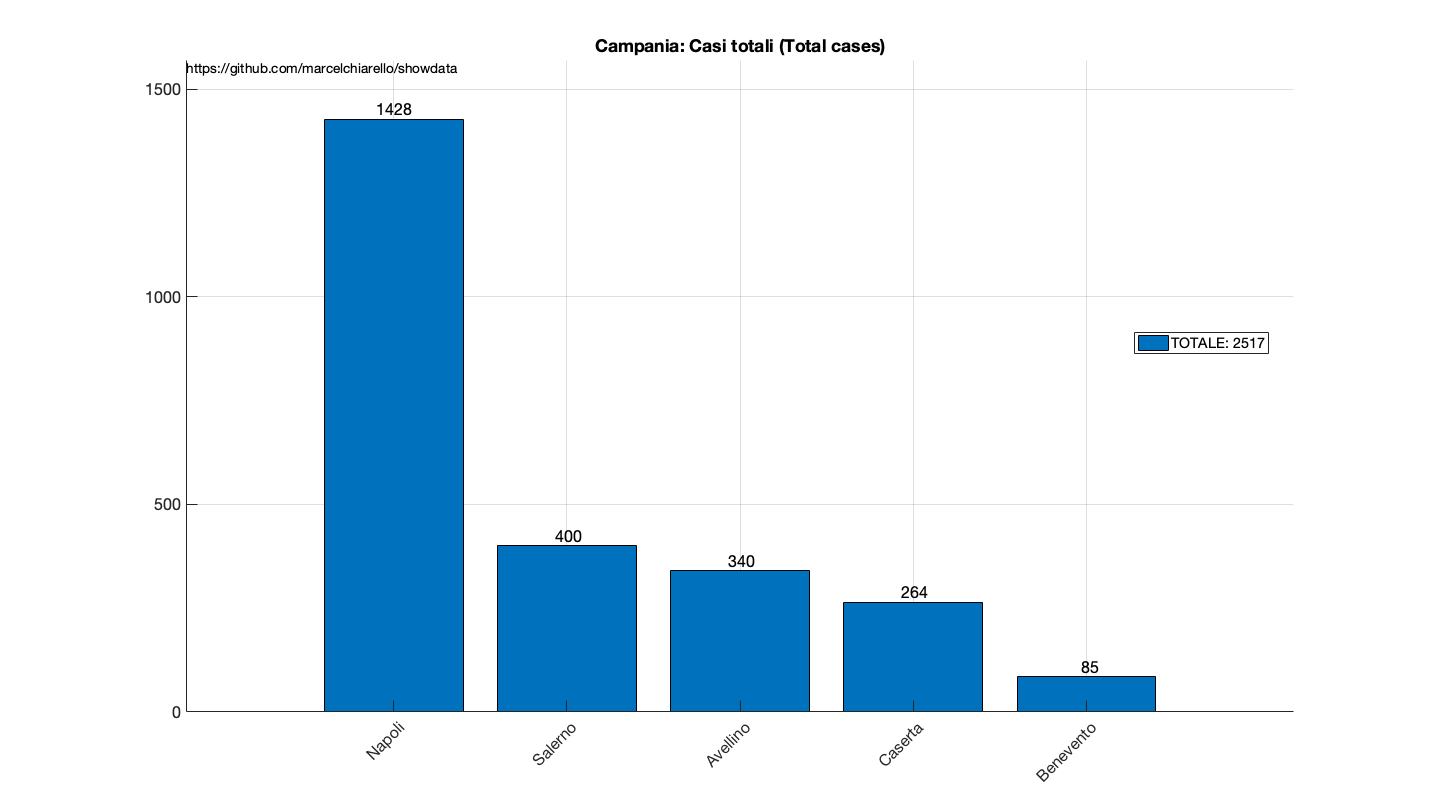 Campania: Casi totali (Total cases)
https://github.com/marcelchiarello/showdata
1500
1000
500
0
1428
400
340
264
85
TOTALE: 2517
Napoli
Salerno
Avellino
Caserta
Benevento